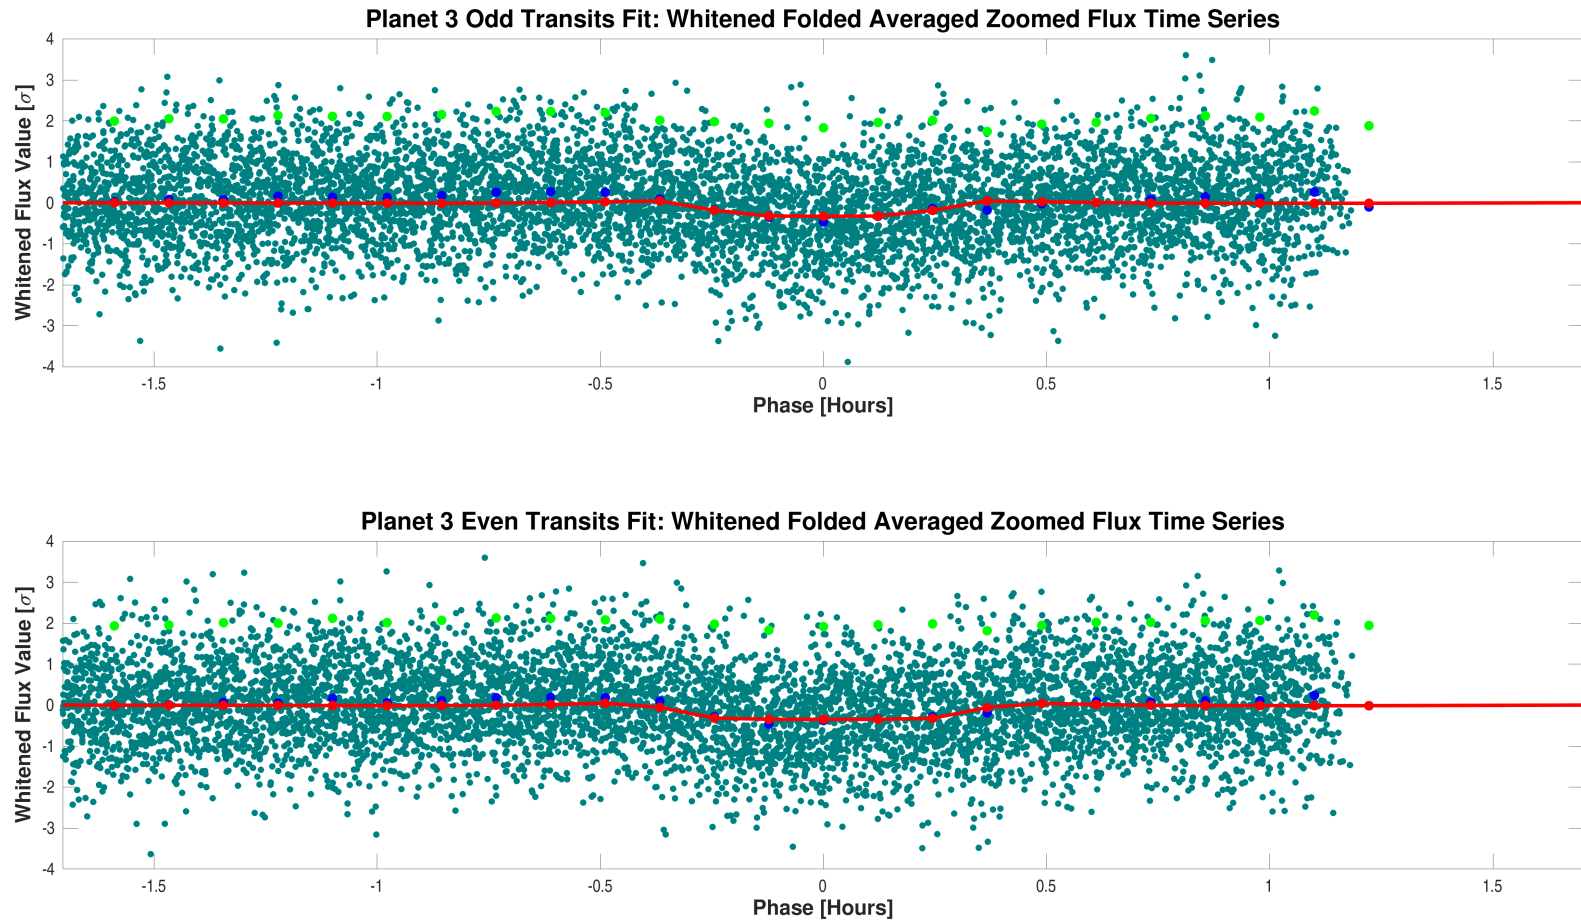 Planet 3 Odd Transits Fit: Whitened Folded Averaged Zoomed Flux Time Series
Whitened Flux Value [σ]
4
3
2
1
0
-1
-2
-3
-4
-1.5 -1 -0.5 0 0.5 1 1.5
Phase [Hours]
Planet 3 Even Transits Fit: Whitened Folded Averaged Zoomed Flux Time Series
Whitened Flux Value [σ]
4
3
2
1
0
-1
-2
-3
-4
-1.5 -1 -0.5 0 0.5 1 1.5
Phase [Hours]